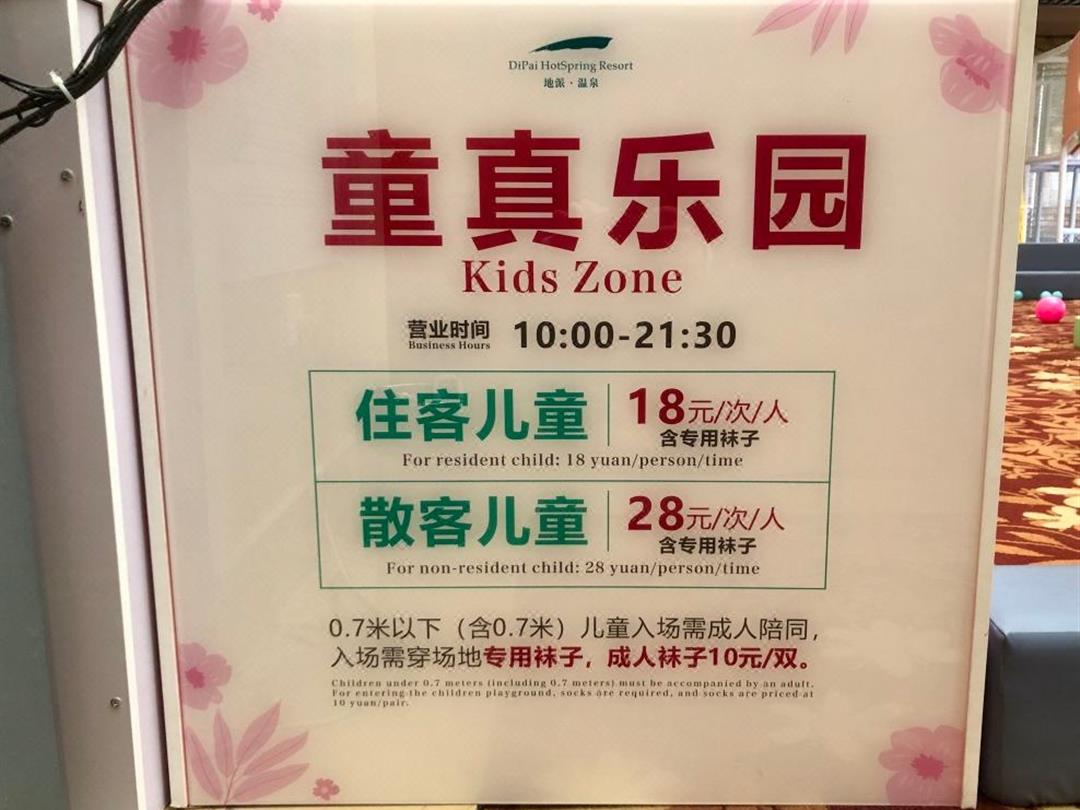 DiPai HotSpring Resort
地派·温泉
童真乐园
Kids Zone
营业时间 10:00-21:30
Business Hours
住客儿童 18元/次/人
含专用袜子
For resident child: 18 yuan/person/time
散客儿童 28元/次/人
含专用袜子
For non-resident child: 28 yuan/person/time
0.7米以下（含0.7米）儿童入场需成人陪同，
入场需穿场地专用袜子，成人袜子10元/双。
Children under 0.7 meters (including 0.7 meters) must be accompanied by an adult.
For entering the children playground, socks are required, and socks are priced at
10 yuan/pair.